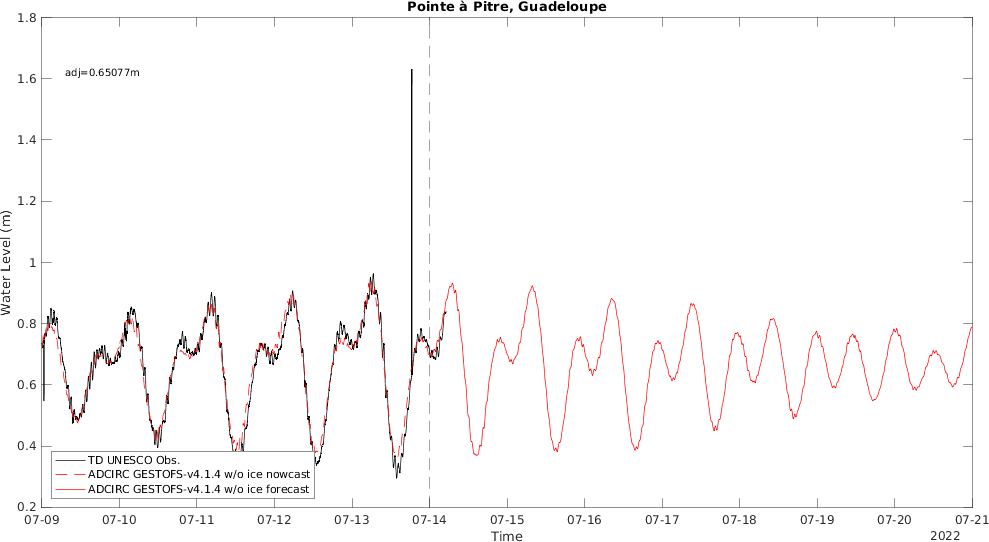 Pointe à Pitre, Guadeloupe
1.8
adj=0.65077m
1.6
1.4
1.2
1
0.8
0.6
0.4
0.2
Water Level (m)
TD UNESCO Obs.
ADCIRC GESTOFS-v4.1.4 w/o ice nowcast
ADCIRC GESTOFS-v4.1.4 w/o ice forecast
07-09 07-10 07-11 07-12 07-13 07-14 07-15 07-16 07-17 07-18 07-19 07-20 07-21
Time
2022